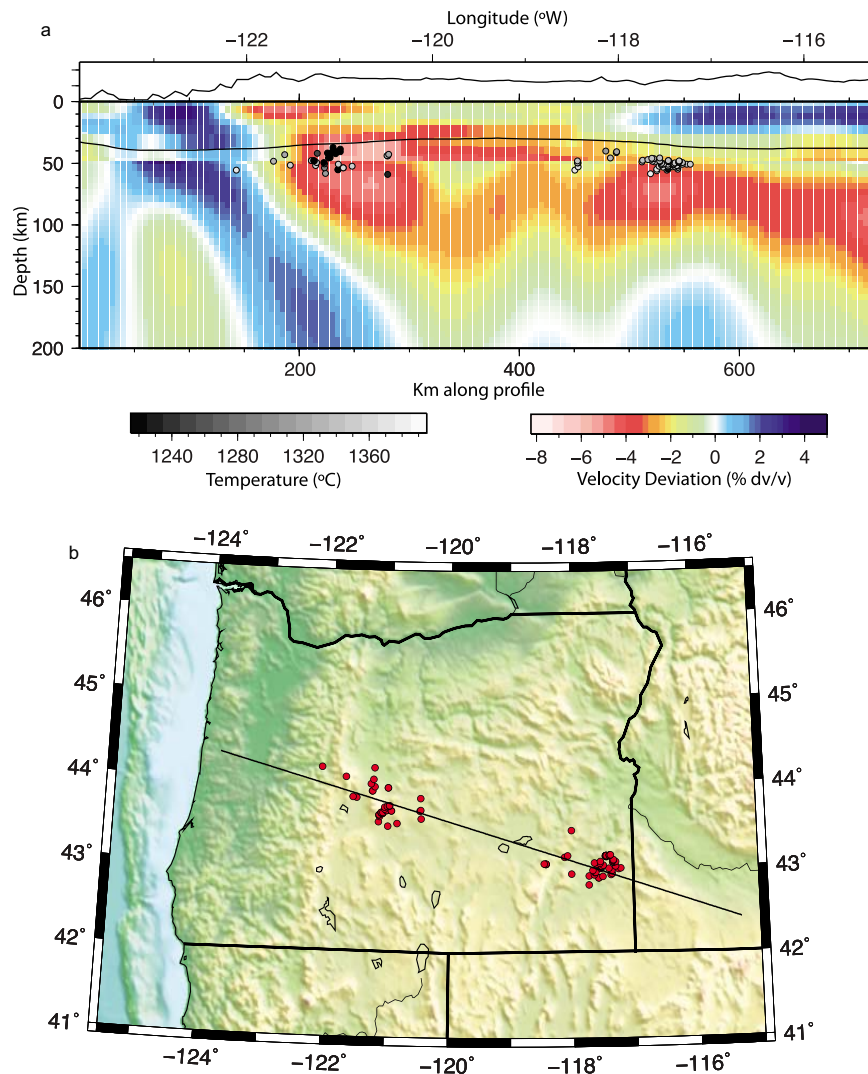 a
Longitude (ºW)
−122 −120 −118 −116
0
50
100
150
200
Depth (km)
200 400 600
Km along profile
1240 1280 1320 1360
Temperature (ºC)
−8 −6 −4 −2 0 2 4
Velocity Deviation (% dv/v)
b
−124˚ −122˚ −120˚ −118˚ −116˚
46˚ 46˚
45˚ 45˚
44˚ 44˚
43˚ 43˚
42˚ 42˚
41˚ 41˚
−124˚ −122˚ −120˚ −118˚ −116˚